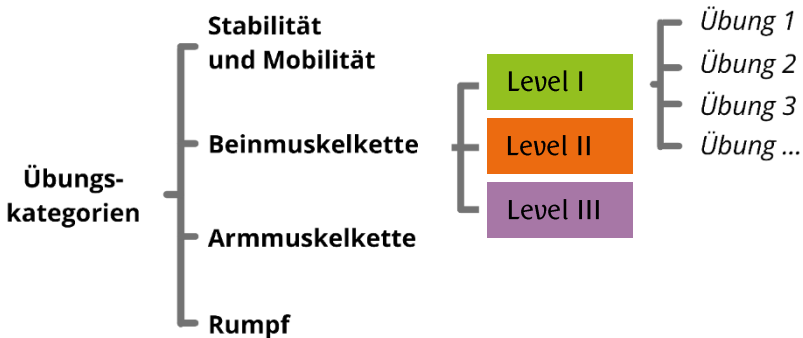 Übungs-
kategorien
Stabilität
und Mobilität
Beinmuskelkette
Armmuskelkette
Rumpf
Level I
Level II
Level III
Übung 1
Übung 2
Übung 3
Übung ...